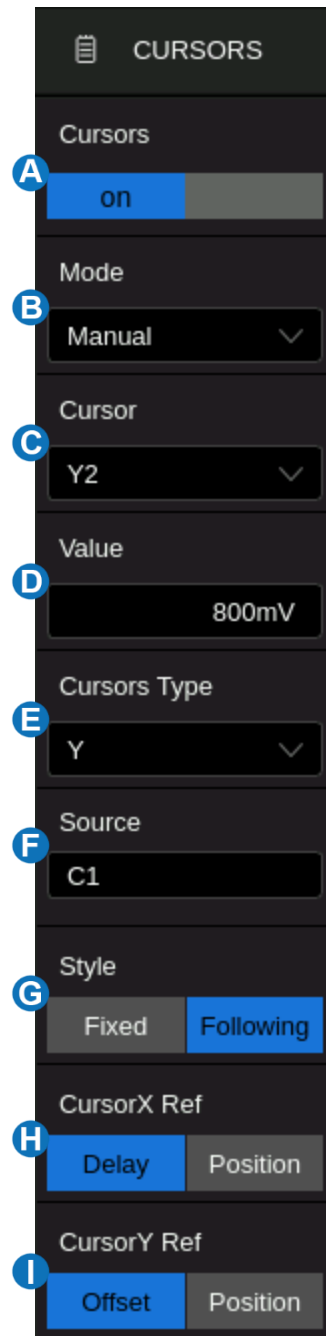 CURSORS
Cursors
A
on
Mode
B
Manual
Cursor
C
Y2
Value
D
800mV
Cursors Type
E
Y
Source
F
C1
Style
G
Fixed Following
CursorX Ref
H
Delay Position
CursorY Ref
I
Offset Position